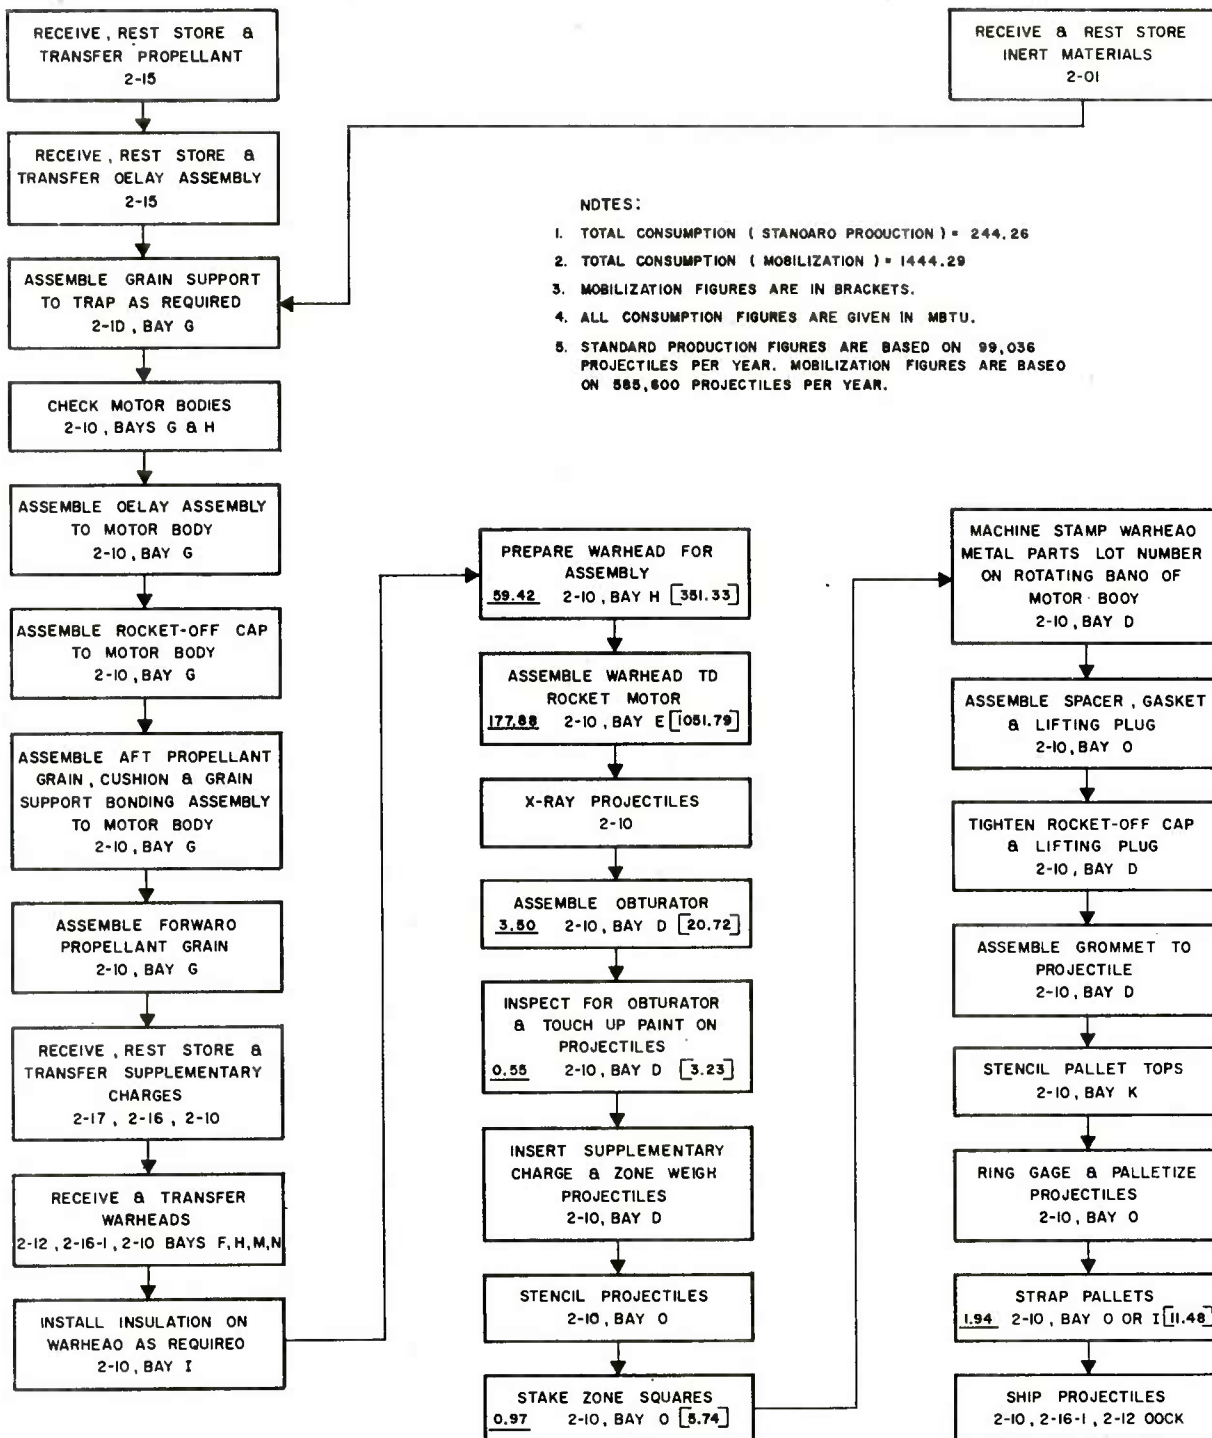 RECEIVE, REST STORE &
TRANSFER PROPELLANT
2-15
RECEIVE, REST STORE &
TRANSFER OELAY ASSEMBLY
2-15
ASSEMBLE GRAIN SUPPORT
TO TRAP AS REQUIRED
2-1D, BAY G
CHECK MOTOR BODIES
2-10, BAYS G & H
ASSEMBLE OELAY ASSEMBLY
TO MOTOR BODY
2-10, BAY G
ASSEMBLE ROCKET-OFF CAP
TO MOTOR BODY
2-10, BAY G
ASSEMBLE AFT PROPELLANT
GRAIN, CUSHION & GRAIN
SUPPORT BONDING ASSEMBLY
TO MOTOR BODY
2-10, BAY G
ASSEMBLE FORWARO
PROPELLANT GRAIN
2-10, BAY G
RECEIVE, REST STORE &
TRANSFER SUPPLEMENTARY
CHARGES
2-17, 2-16, 2-10
RECEIVE & TRANSFER
WARHEADS
2-12, 2-16-1, 2-10 BAYS F,H,M,N
INSTALL INSULATION ON
WARHEAO AS REQUIRED
2-10, BAY I
RECEIVE & REST STORE
INERT MATERIALS
2-01
NDTES:
1. TOTAL CONSUMPTION ( STANOARO PROOUCTION ) = 244.26
2. TOTAL CONSUMPTION ( MOBILIZATION ) = 1444.29
3. MOBILIZATION FIGURES ARE IN BRACKETS.
4. ALL CONSUMPTION FIGURES ARE GIVEN IN MBTU.
5. STANDARD PRODUCTION FIGURES ARE BASED ON 99,036
PROJECTILES PER YEAR. MOBILIZATION FIGURES ARE BASEO
ON 585,600 PROJECTILES PER YEAR.
PREPARE WARHEAD FOR
ASSEMBLY
59.42 2-10, BAY H [351.33]
ASSEMBLE WARHEAD TD
ROCKET MOTOR
177.88 2-10, BAY E [1051.79]
X-RAY PROJECTILES
2-10
ASSEMBLE OBTURATOR
3.50 2-10, BAY D [20.72]
INSPECT FOR OBTURATOR
& TOUCH UP PAINT ON
PROJECTILES
0.55 2-10, BAY D [3.23]
INSERT SUPPLEMENTARY
CHARGE & ZONE WEIGH
PROJECTILES
2-10, BAY D
STENCIL PROJECTILES
2-10, BAY O
STAKE ZONE SQUARES
0.97 2-10, BAY O [5.74]
MACHINE STAMP WARHEAO
METAL PARTS LOT NUMBER
ON ROTATING BANO OF
MOTOR BOOY
2-10, BAY D
ASSEMBLE SPACER, GASKET
& LIFTING PLUG
2-10, BAY O
TIGHTEN ROCKET-OFF CAP
& LIFTING PLUG
2-10, BAY D
ASSEMBLE GROMMET TO
PROJECTILE
2-10, BAY D
STENCIL PALLET TOPS
2-10, BAY K
RING GAGE & PALLETIZE
PROJECTILES
2-10, BAY O
STRAP PALLETS
1.94 2-10, BAY O OR I [11.48]
SHIP PROJECTILES
2-10, 2-16-1, 2-12 OOCK